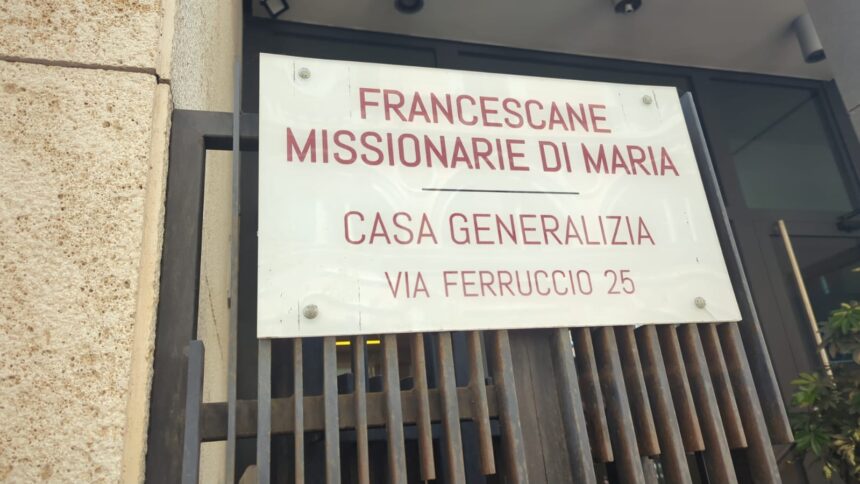 FRANCESCANE
MISSIONARIE DI MARIA
CASA GENERALIZIA
VIA FERRUCCIO 25